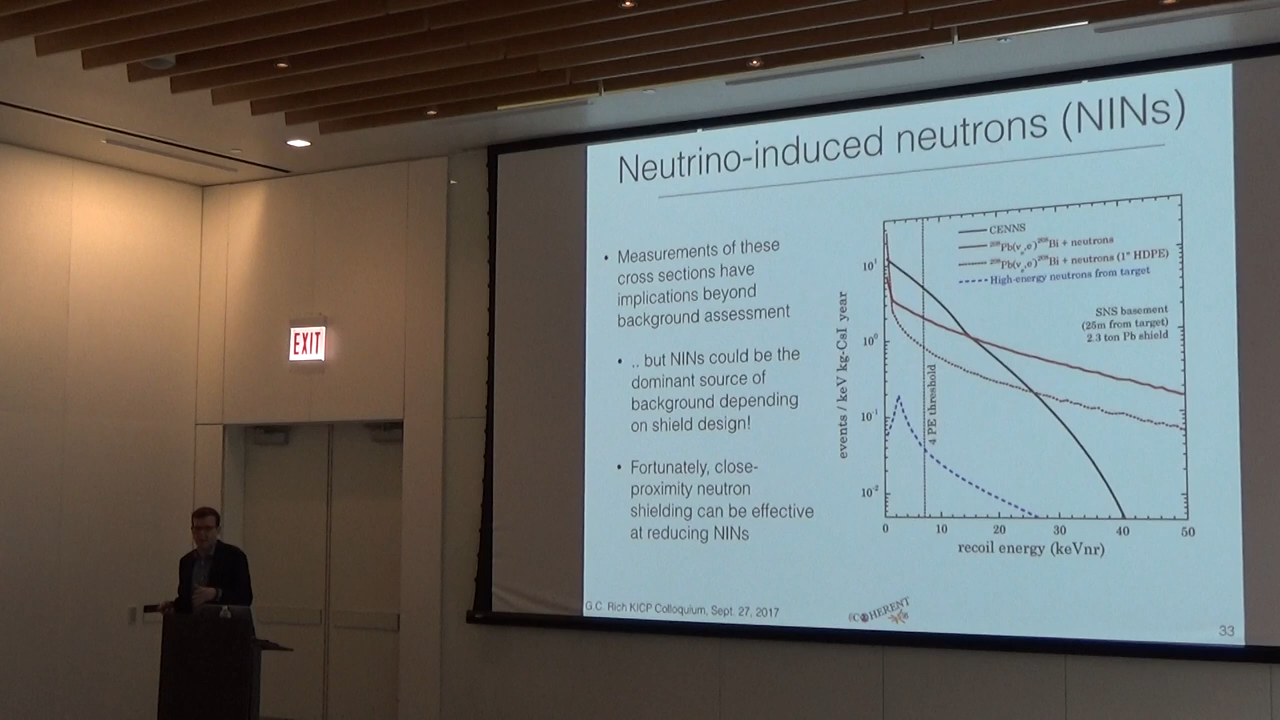 Neutrino-induced neutrons (NINs)
• Measurements of these
cross sections have
implications beyond
background assessment
• .. but NINs could be the
dominant source of
background depending
on shield design!
• Fortunately, close-
proximity neutron
shielding can be effective
at reducing NINs
CENNS
²⁰⁸Pb(νₑ,e)²⁰⁸Bi + neutrons
²⁰⁸Pb(νₑ,e)²⁰⁸Bi + neutrons (1" HDPE)
High-energy neutrons from target
SNS basement
(25m from target)
2.3 ton Pb shield
4 PE threshold
events / keV kg-CsI year
10¹
10⁰
10⁻¹
10⁻²
0 10 20 30 40 50
recoil energy (keVnr)
EXIT
G.C. Rich KICP Colloquium, Sept. 27, 2017
COHERENT
33